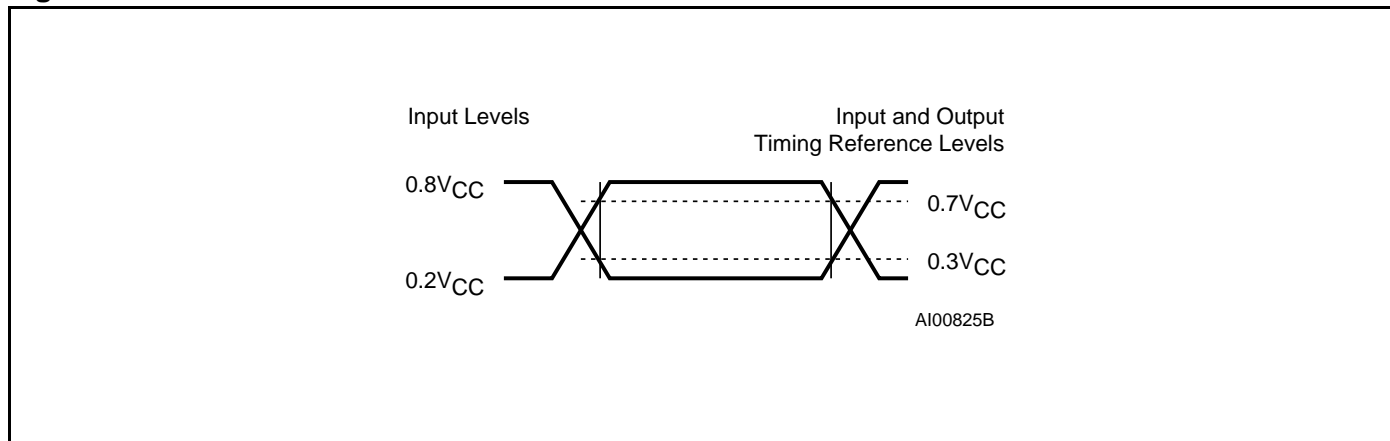 Input Levels
Input and Output
Timing Reference Levels
0.8VCC
0.7VCC
0.3VCC
0.2VCC
AI00825B